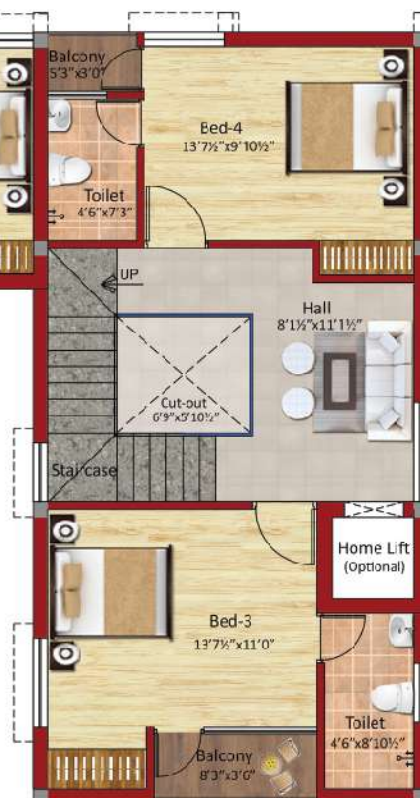 Balcony
5'3"x3'0"
Bed-4
13'7½"x9'10½"
Toilet
4'6"x7'3"
UP
Hall
8'1½"x11'1½"
Cut-out
6'9"x5'10½"
Staircase
Home Lift
(Optional)
Bed-3
13'7½"x11'0"
Toilet
4'6"x8'10½"
Balcony
8'3"x3'6"